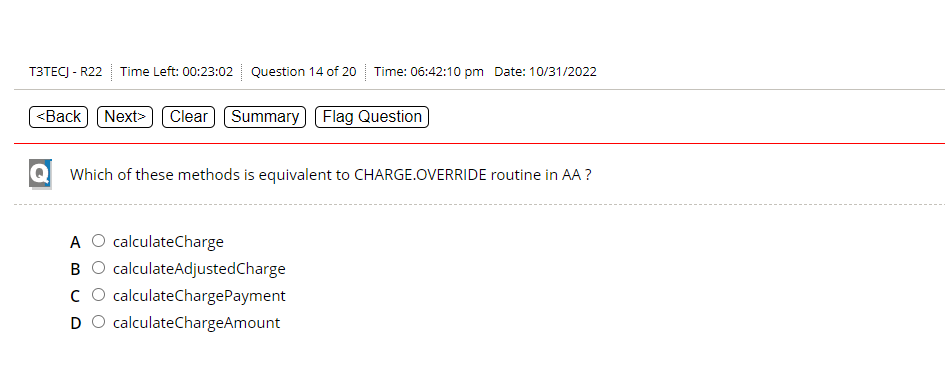 T3TECJ - R22 Time Left: 00:23:02 Question 14 of 20 Time: 06:42:10 pm Date: 10/31/2022
<Back Next> Clear Summary Flag Question
Q Which of these methods is equivalent to CHARGE.OVERRIDE routine in AA ?
A calculateCharge
B calculateAdjustedCharge
C calculateChargePayment
D calculateChargeAmount